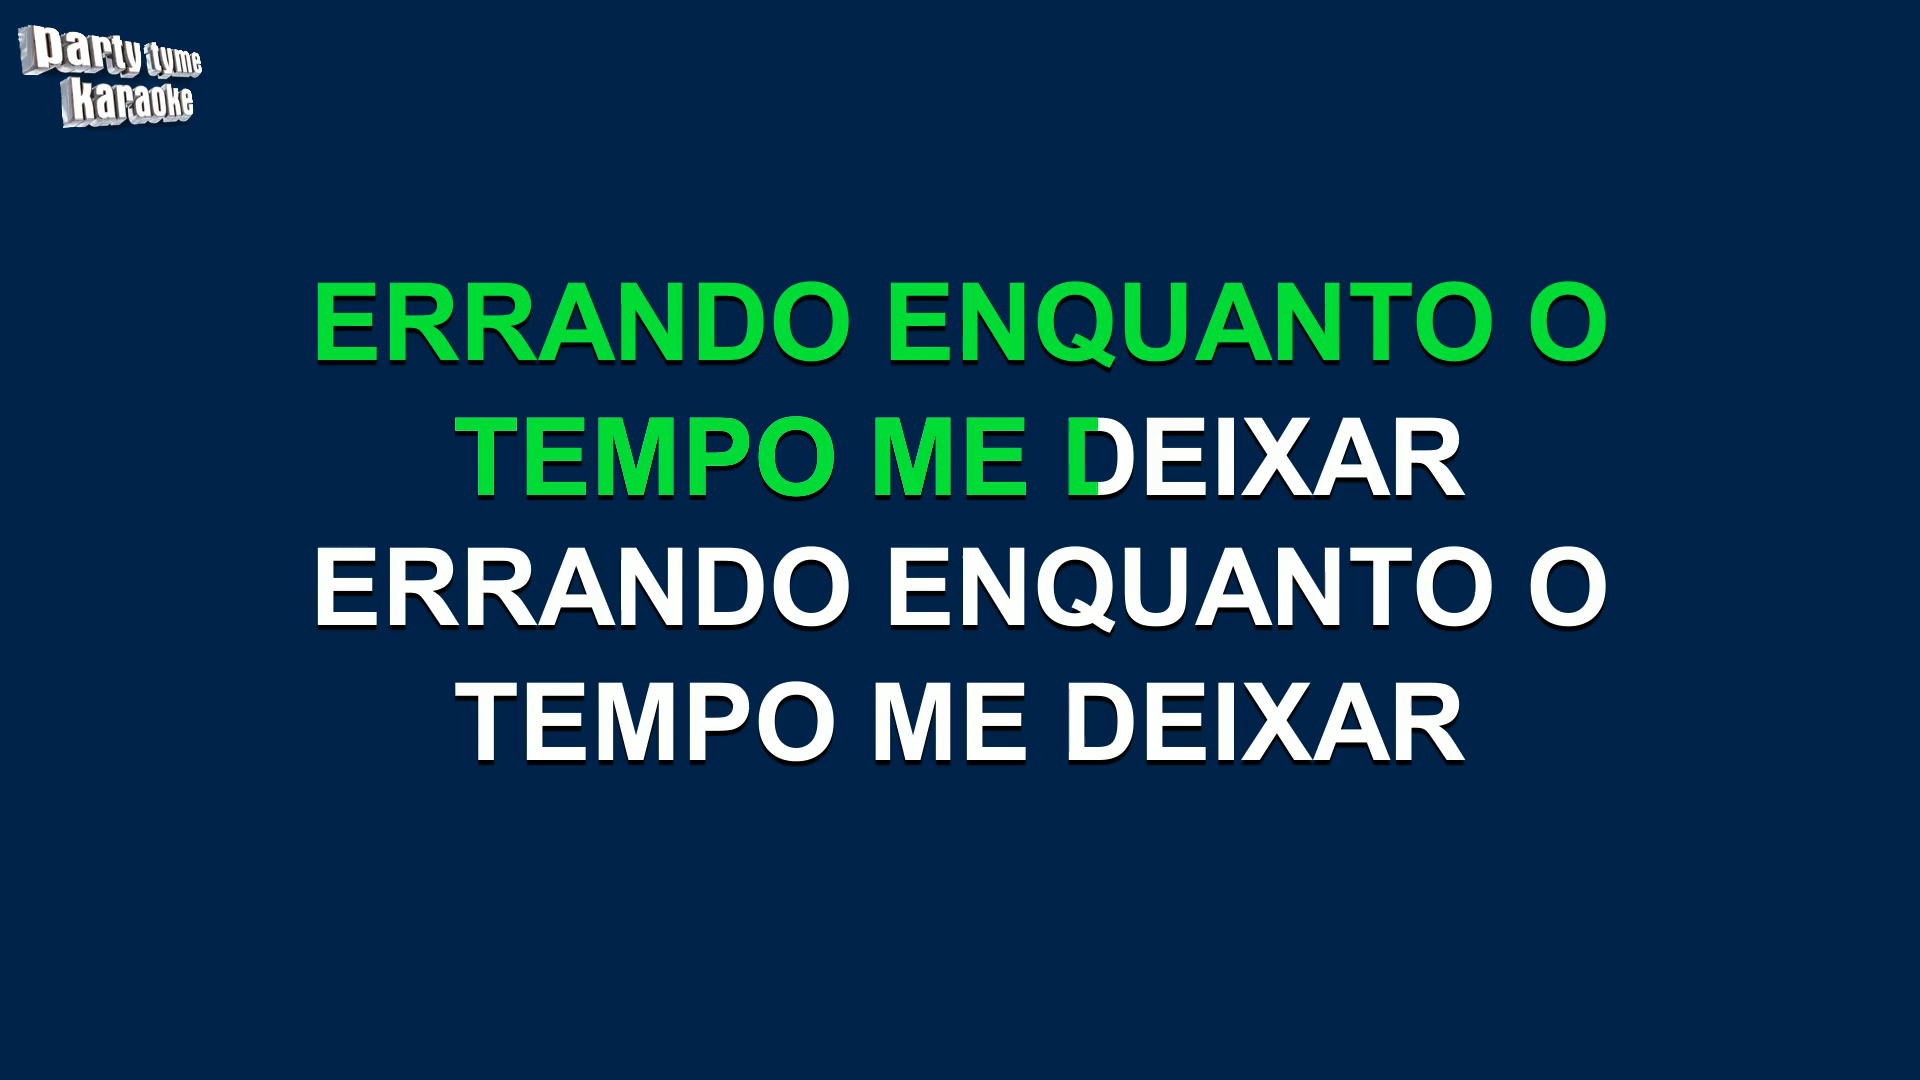 party tyme
karaoke
ERRANDO ENQUANTO O
TEMPO ME DEIXAR
ERRANDO ENQUANTO O
TEMPO ME DEIXAR